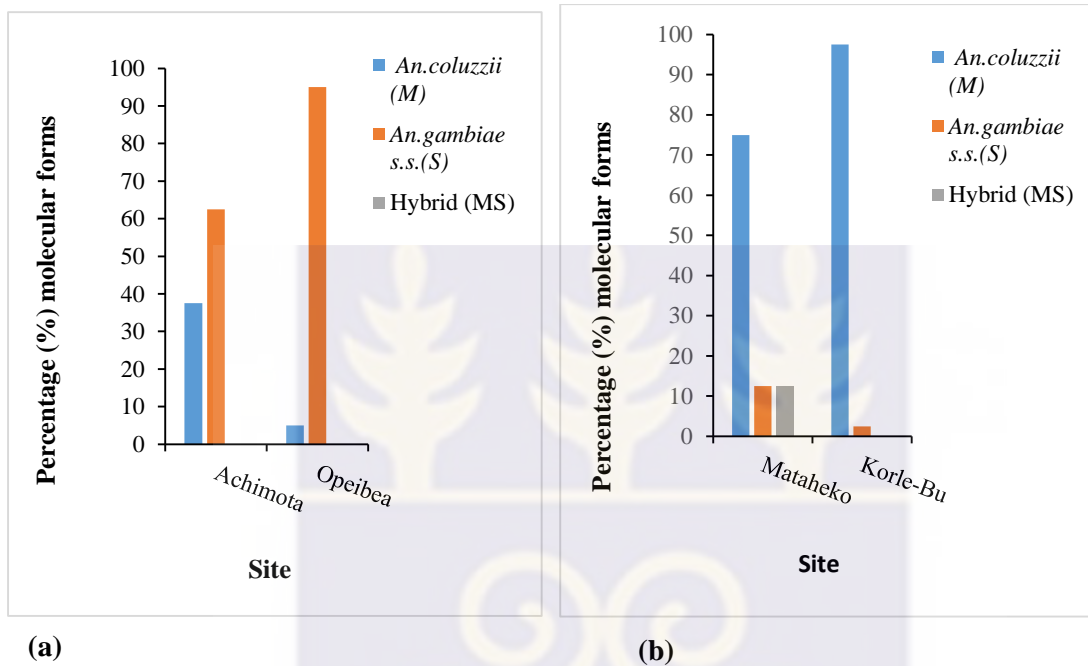 Percentage (%) molecular forms
100
90
80
70
60
50
40
30
20
10
0
Achimota
Opeibea
Site
An.coluzzii
(M)
An.gambiae
s.s.(S)
Hybrid (MS)
(a)
Percentage (%) molecular forms
100
90
80
70
60
50
40
30
20
10
0
Mataheko
Korle-Bu
Site
An.coluzzii
(M)
An.gambiae
s.s.(S)
Hybrid (MS)
(b)